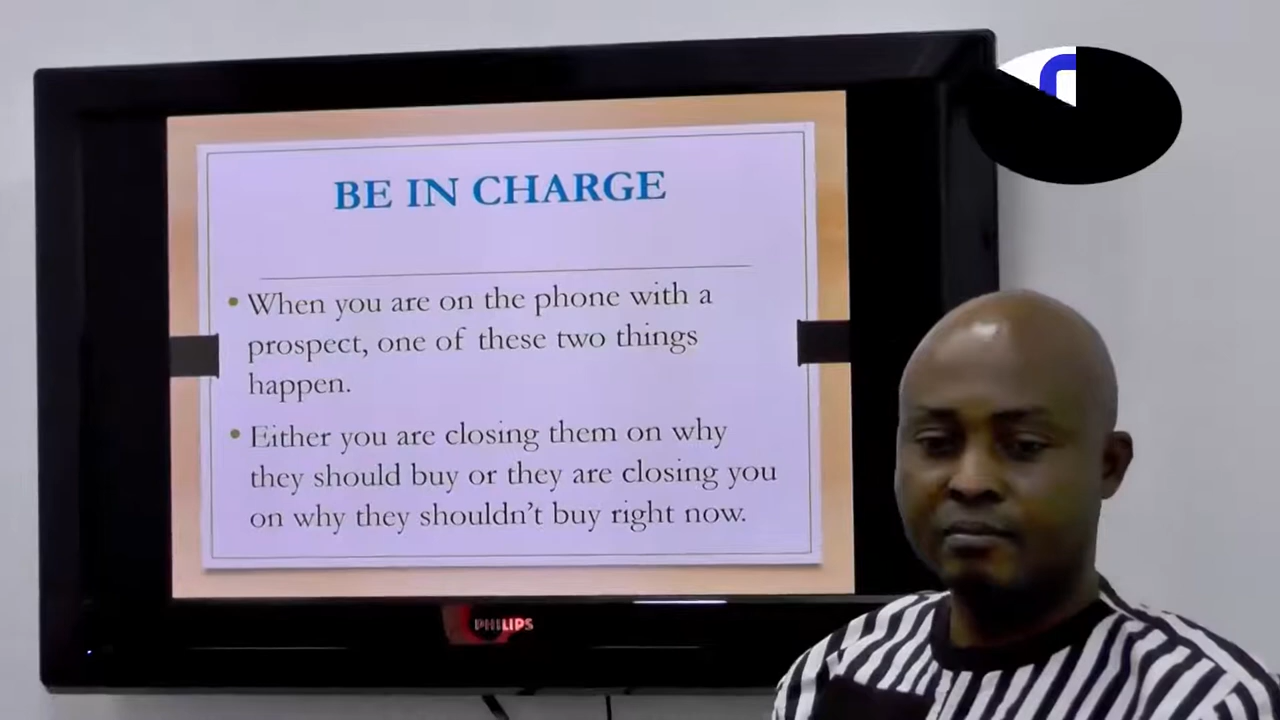 BE IN CHARGE
• When you are on the phone with a
prospect, one of these two things
happen.
• Either you are closing them on why
they should buy or they are closing you
on why they shouldn't buy right now.
PHILIPS